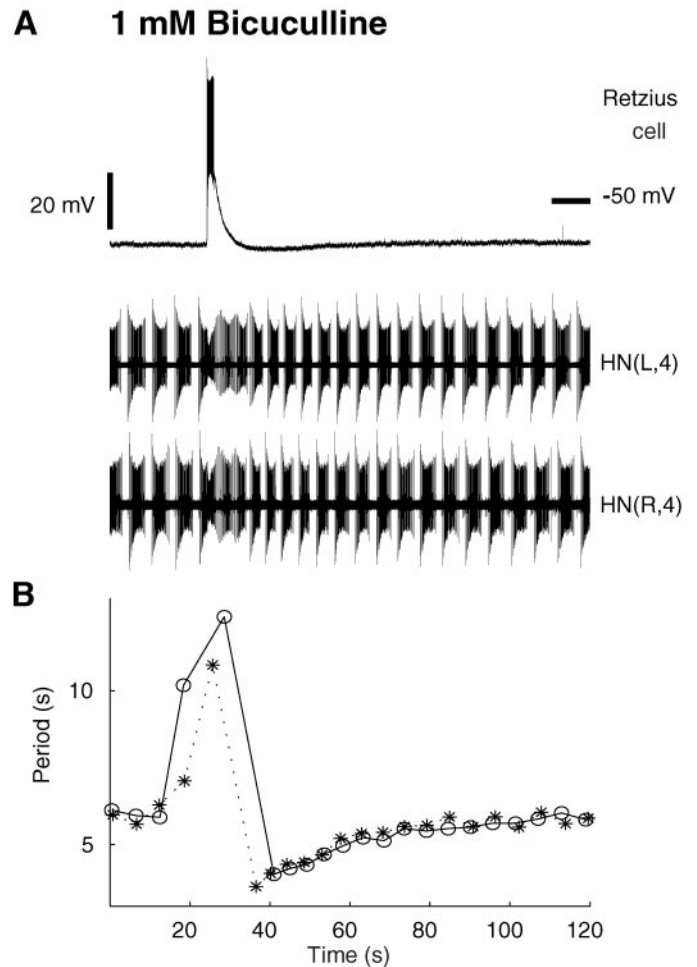 A 1 mM Bicuculline
Retzius
cell
20 mV
-50 mV
HN(L,4)
HN(R,4)
B
Period (s)
10
5
20 40 60 80 100 120
Time (s)